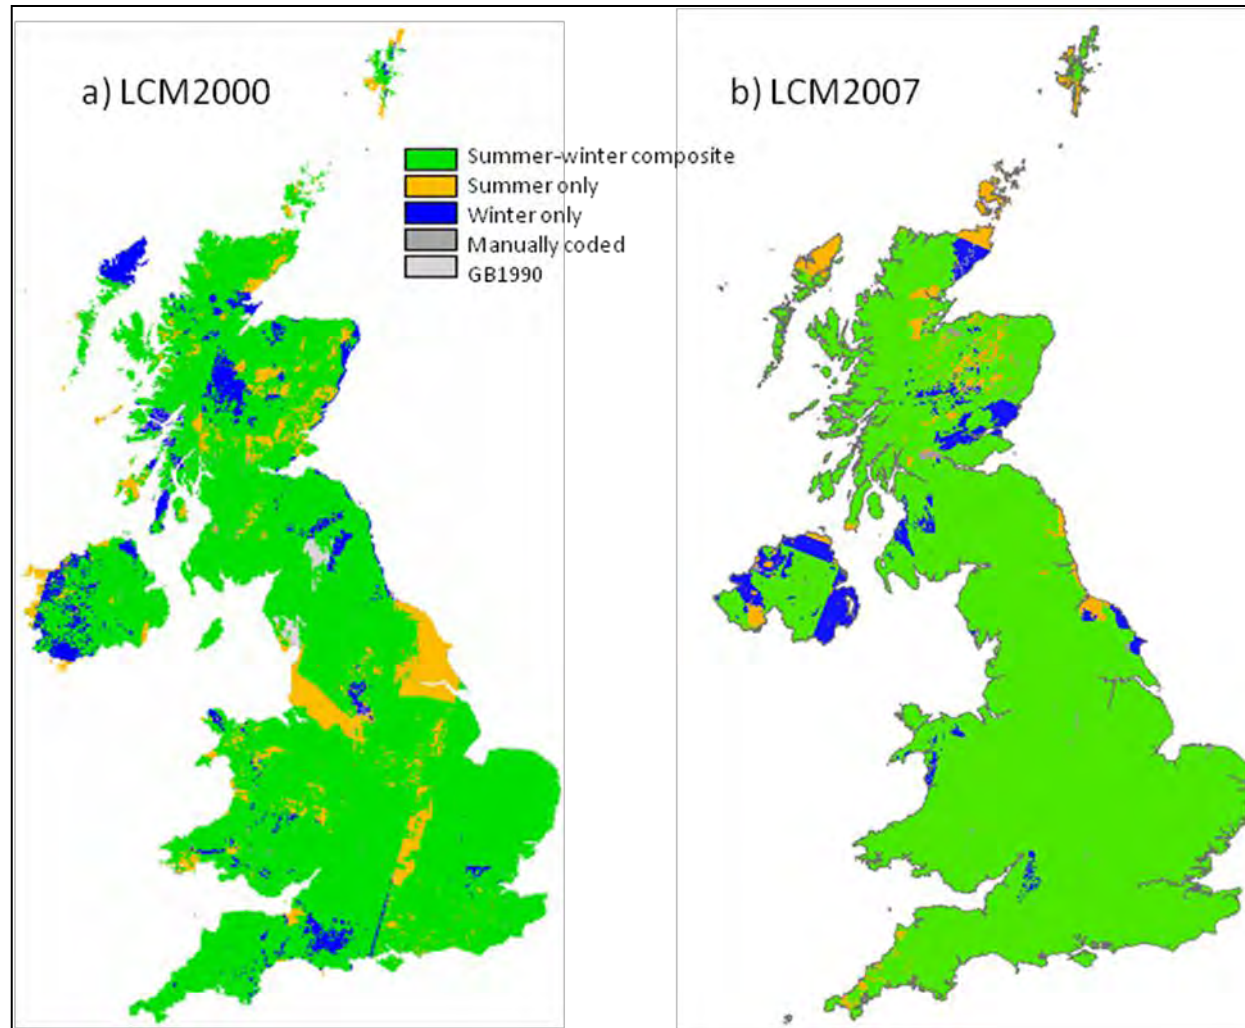 a) LCM2000
b) LCM2007
Summer-winter composite
Summer only
Winter only
Manually coded
GB1990